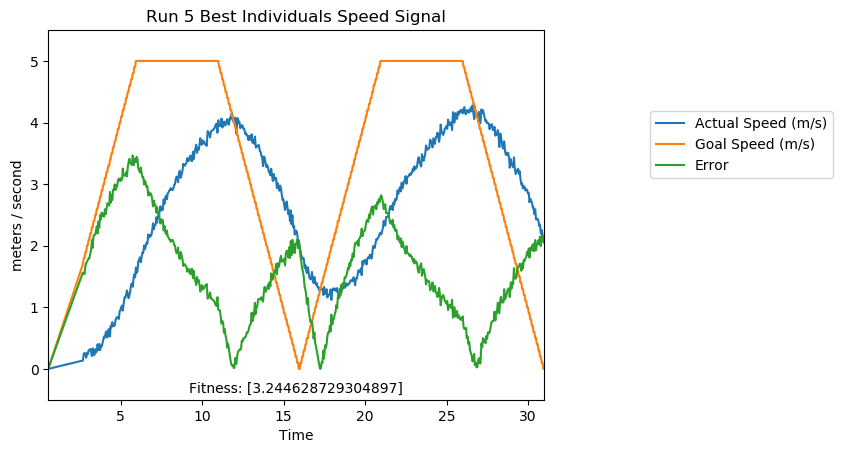 Run 5 Best Individuals Speed Signal
meters / second
5
4
3
2
1
0
Actual Speed (m/s)
Goal Speed (m/s)
Error
Fitness: [3.244628729304897]
5 10 15 20 25 30
Time